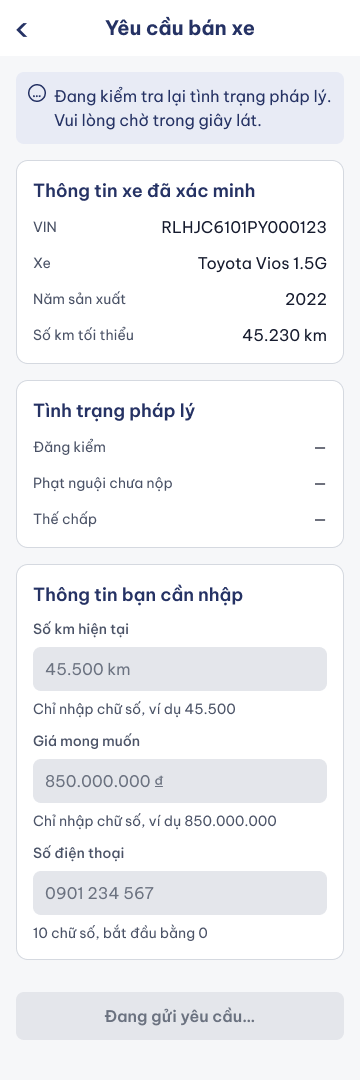 Yêu cầu bán xe
Đang kiểm tra lại tình trạng pháp lý.
Vui lòng chờ trong giây lát.
Thông tin xe đã xác minh
VIN RLHJC6101PY000123
Xe Toyota Vios 1.5G
Năm sản xuất 2022
Số km tối thiểu 45.230 km
Tình trạng pháp lý
Đăng kiểm —
Phạt nguội chưa nộp —
Thế chấp —
Thông tin bạn cần nhập
Số km hiện tại
45.500 km
Chỉ nhập chữ số, ví dụ 45.500
Giá mong muốn
850.000.000 ₫
Chỉ nhập chữ số, ví dụ 850.000.000
Số điện thoại
0901 234 567
10 chữ số, bắt đầu bằng 0
Đang gửi yêu cầu…